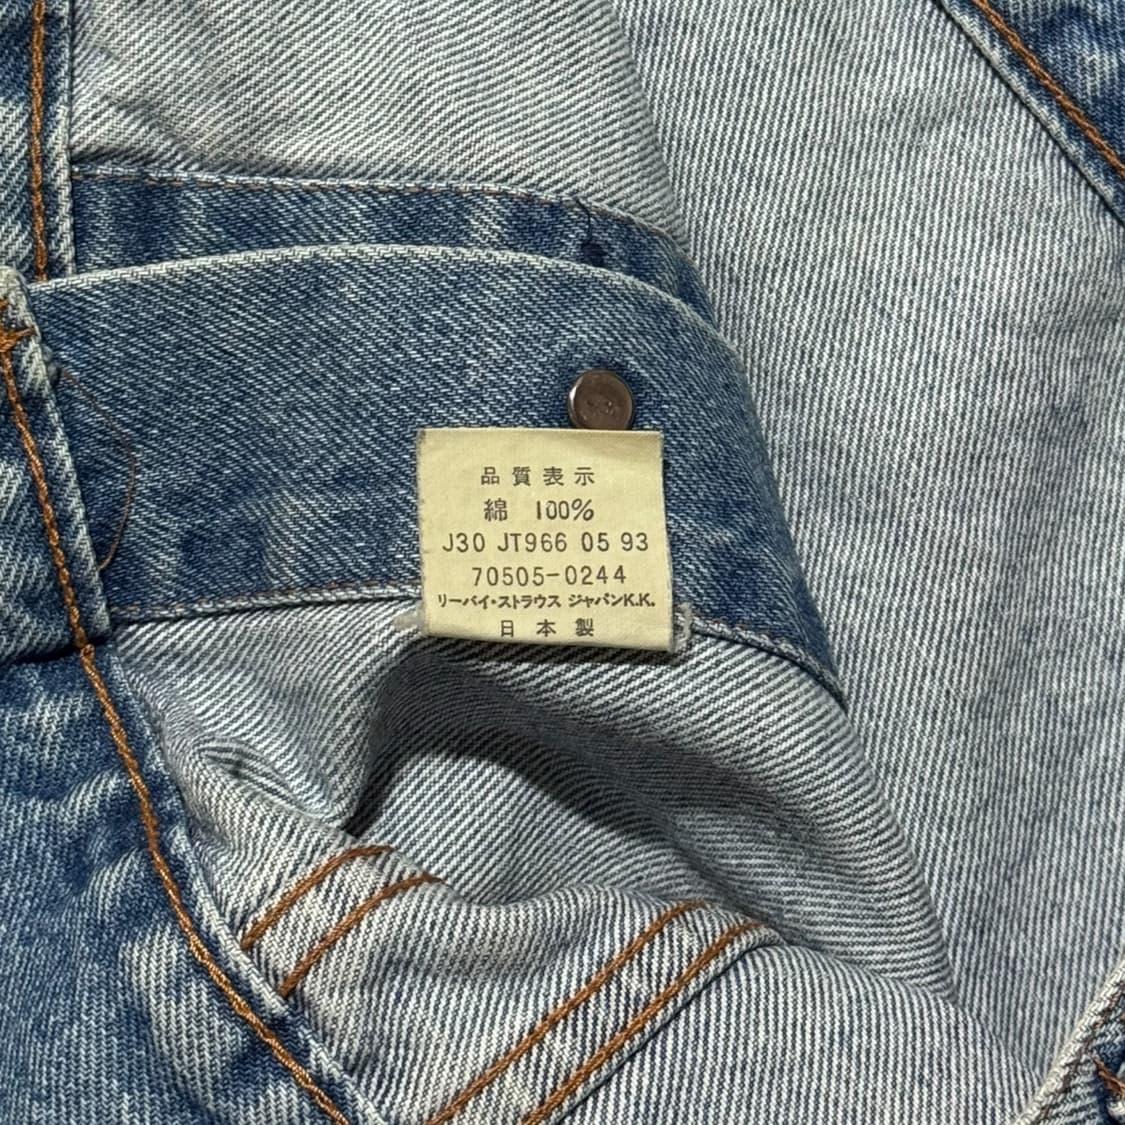 品質表示
綿 100%
J30 JT966 05 93
70505-0244
リーバイ・ストラウス ジャパンK.K.
日本製